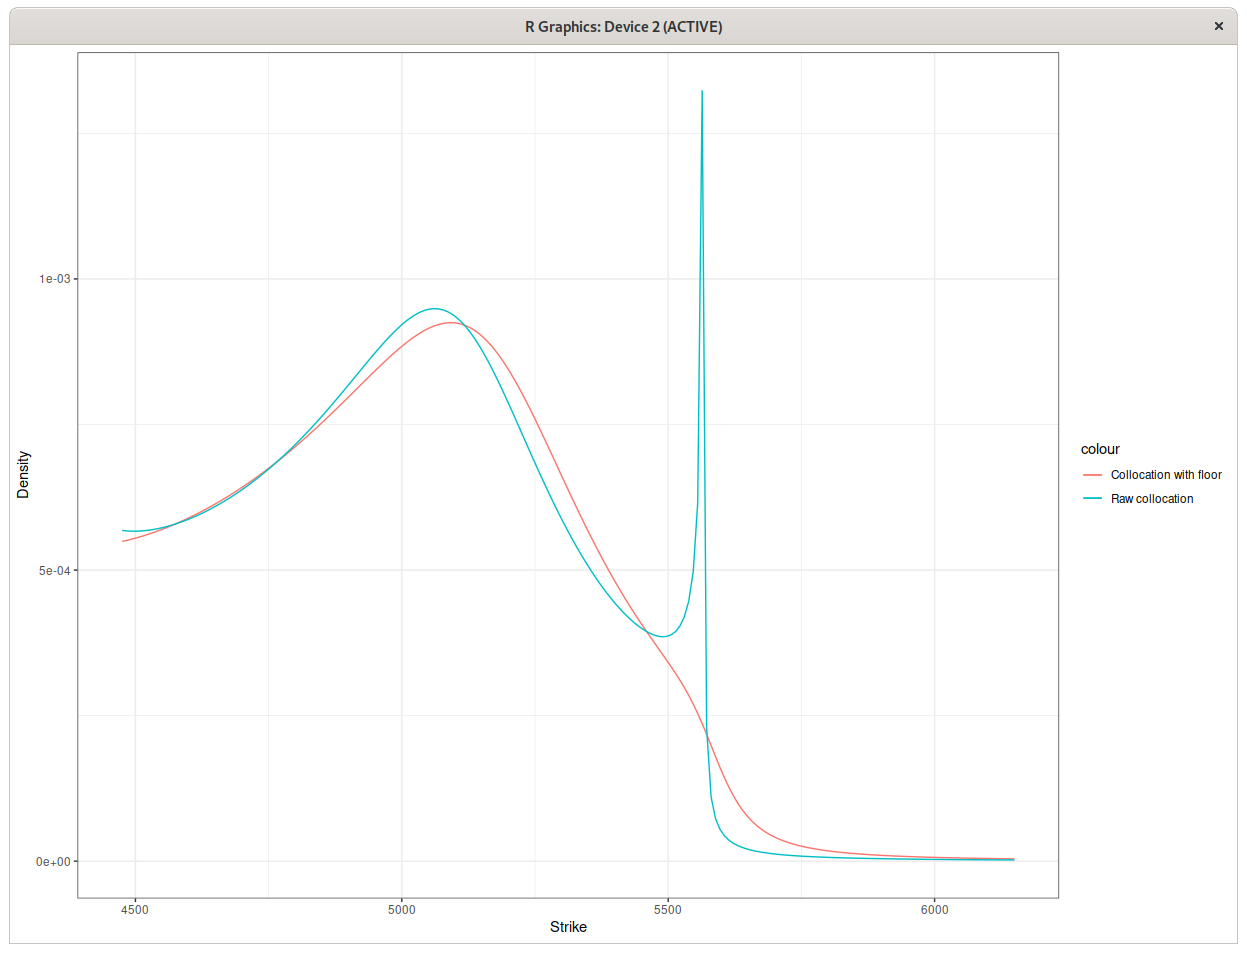 R Graphics: Device 2 (ACTIVE)
×
1e-03
5e-04
0e+00
Density
4500
5000
5500
6000
Strike
colour
Collocation with floor
Raw collocation